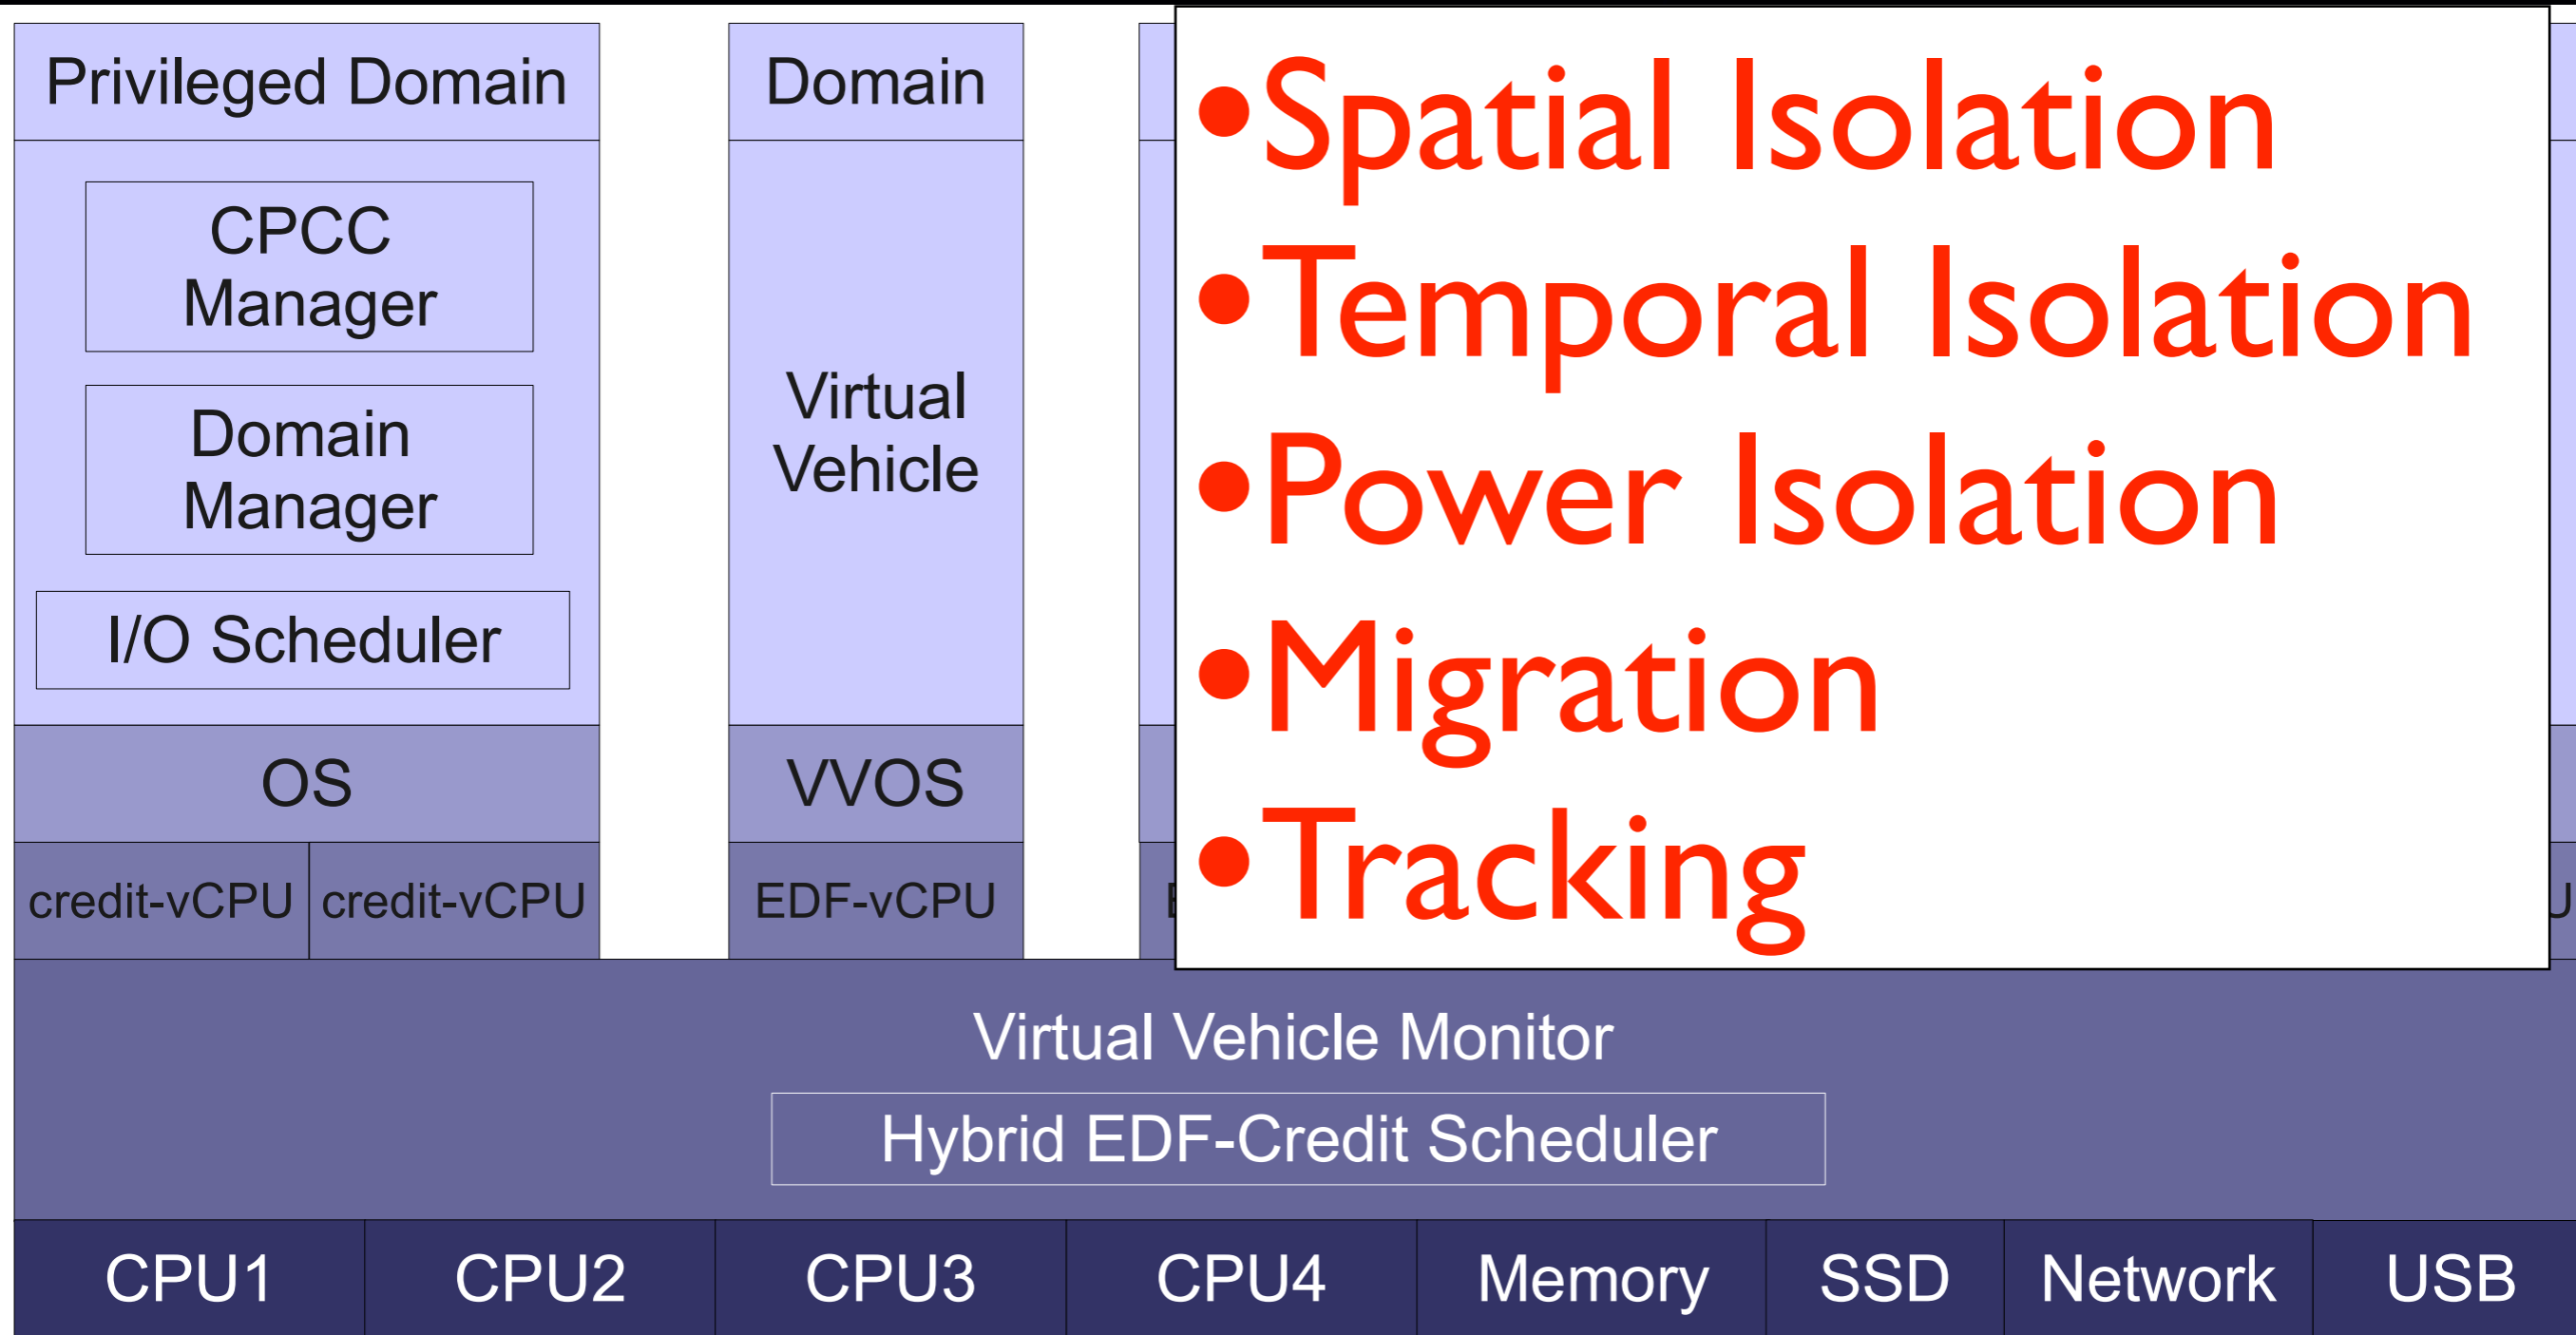 Privileged Domain
CPCC
Manager
Domain
Manager
I/O Scheduler
OS
credit-vCPU credit-vCPU
Domain
Virtual
Vehicle
VVOS
EDF-vCPU
•Spatial Isolation
•Temporal Isolation
•Power Isolation
•Migration
•Tracking
Virtual Vehicle Monitor
Hybrid EDF-Credit Scheduler
CPU1 CPU2 CPU3 CPU4 Memory SSD Network USB